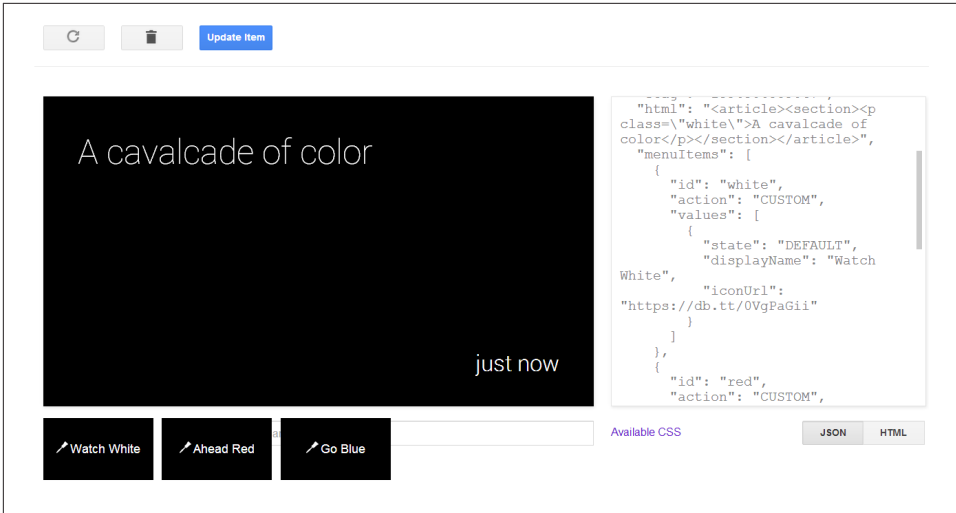 Update Item
A cavalcade of color
just now
"html": "<article><section><p
class=\"white\">A cavalcade of
color</p></section></article>",
"menuItems": [
{
"id": "white",
"action": "CUSTOM",
"values": [
{
"state": "DEFAULT",
"displayName": "Watch
White",
"iconUrl":
"https://db.tt/0VgPaGii"
}
]
},
{
"id": "red",
"action": "CUSTOM",
Watch White
Ahead Red
Go Blue
Available CSS
JSON
HTML